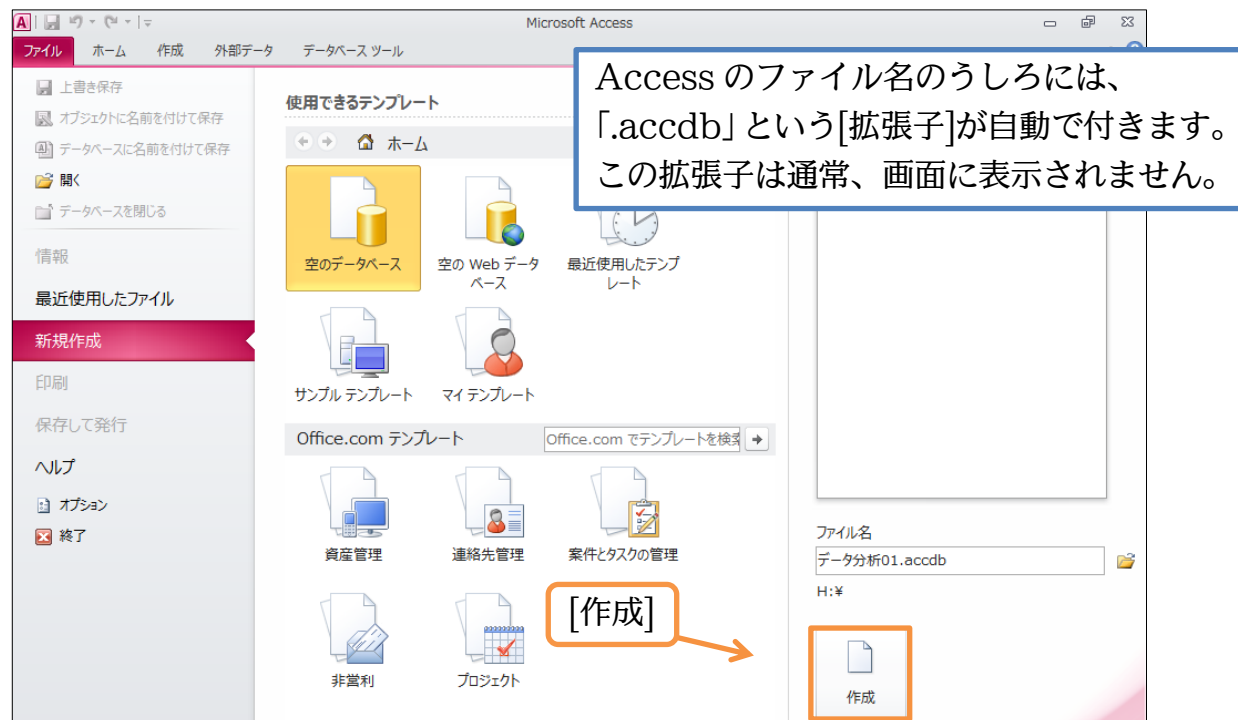 Microsoft Access
ファイル ホーム 作成 外部データ データベース ツール
Access のファイル名のうしろには、
「.accdb」という[拡張子]が自動で付きます。
この拡張子は通常、画面に表示されません。
上書き保存
オブジェクトに名前を付けて保存
データベースに名前を付けて保存
開く
データベースを閉じる
情報
最近使用したファイル
新規作成
印刷
保存して発行
ヘルプ
オプション
終了
使用できるテンプレート
ホーム
空のデータベース
空の Web データ
ベース
最近使用したテンプ
レート
サンプル テンプレート
マイ テンプレート
Office.com テンプレート
Office.com でテンプレートを検索
資産管理
連絡先管理
案件とタスクの管理
非営利
プロジェクト
ファイル名
データ分析01.accdb
H:¥
[作成]
作成